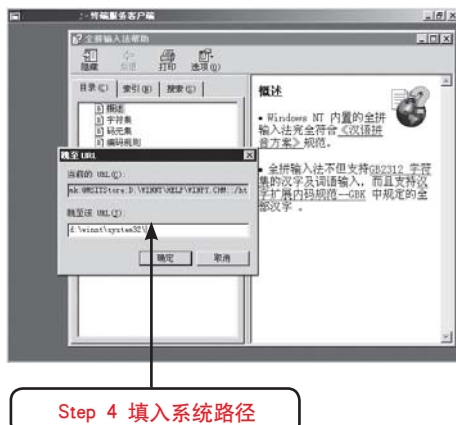 终端服务客户端
全拼输入法帮助
隐藏 后退 打印 选项(O)
目录(C) 索引(N) 搜索(S)
概述
字符集
码元集
编码规则
概述
• Windows NT 内置的全拼
输入法完全符合《汉语拼
音方案》规范。
• 全拼输入法不但支持GB2312 字符
集的汉字及词语输入，而且支持汉
字扩展内码规范--GBK 中规定的全
部汉字 。
跳至 URL
当前的 URL(C):
mk:@MSITStore:D:\WINNT\HELP\WINPY.CHM::/ht
跳至该 URL(J):
d:\winnt\system32\
确定 取消
Step 4 填入系统路径